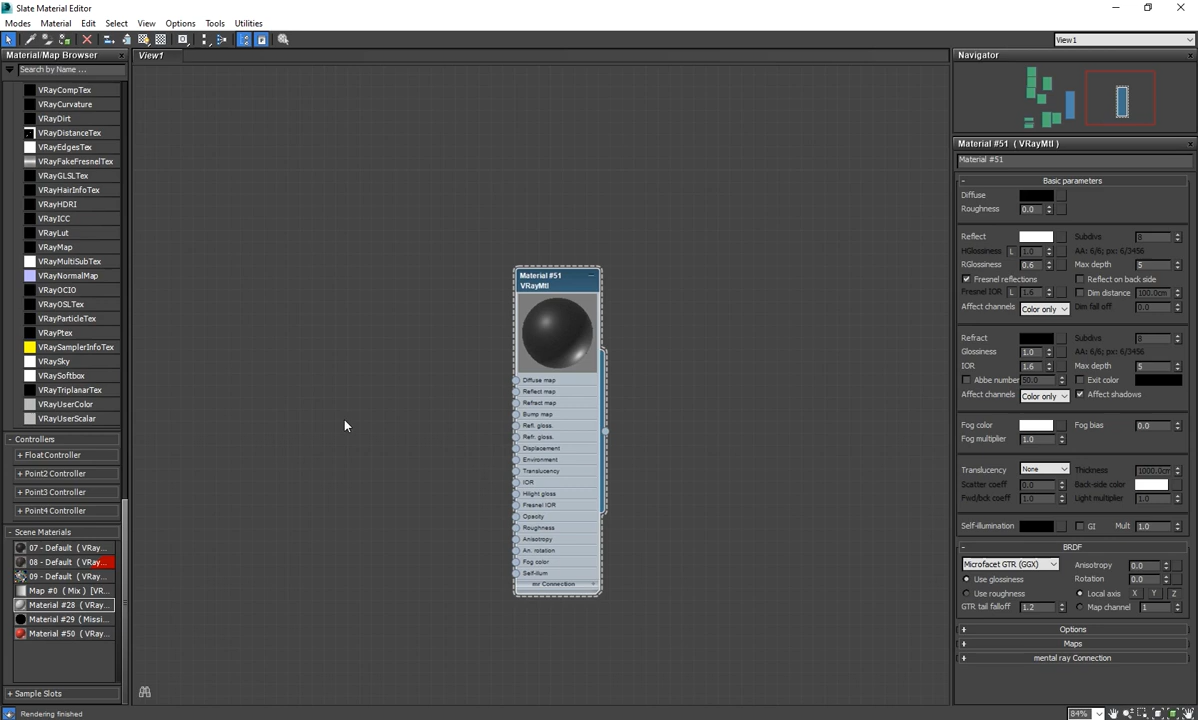 Slate Material Editor
Modes Material Edit Select View Options Tools Utilities
View1
Material/Map Browser
Search by Name ...
VRayCompTex
VRayCurvature
VRayDirt
VRayDistanceTex
VRayEdgesTex
VRayFakeFresnelTex
VRayGLSLTex
VRayHairInfoTex
VRayHDRI
VRayICC
VRayLut
VRayMap
VRayMultiSubTex
VRayNormalMap
VRayOCIO
VRayOSLTex
VRayParticleTex
VRayPtex
VRaySamplerInfoTex
VRaySky
VRaySoftbox
VRayTriplanarTex
VRayUserColor
VRayUserScalar
- Controllers
+ Float Controller
+ Point2 Controller
+ Point3 Controller
+ Point4 Controller
- Scene Materials
07 - Default ( VRay...
08 - Default ( VRay...
09 - Default ( VRay...
Map #0 ( Mix ) [VR...
Material #28 ( VRay...
Material #29 ( Missi...
Material #50 ( VRay...
+ Sample Slots
Rendering finished
View1
Material #51
VRayMtl
Diffuse map
Reflect map
Refract map
Bump map
Refl. gloss.
Refr. gloss.
Displacement
Environment
Translucency
IOR
Hilight gloss
Fresnel IOR
Opacity
Roughness
Anisotropy
An. rotation
Fog color
Self-illum
mr Connection
Navigator
Material #51 ( VRayMtl )
Material #51
- Basic parameters
Diffuse
Roughness 0.0
Reflect Subdivs 8
HGlossiness L 1.0 AA: 6/6; px: 6/3456
RGlossiness 0.6 Max depth 5
Fresnel reflections Reflect on back side
Fresnel IOR L 1.6 Dim distance 100.0cm
Affect channels Color only Dim fall off 0.0
Refract Subdivs 8
Glossiness 1.0 AA: 6/6; px: 6/3456
IOR 1.6 Max depth 5
Abbe number 50.0 Exit color
Affect channels Color only Affect shadows
Fog color Fog bias 0.0
Fog multiplier 1.0
Translucency None Thickness 1000.0cm
Scatter coeff 0.0 Back-side color
Fwd/bck coeff 1.0 Light multiplier 1.0
Self-illumination GI Mult 1.0
- BRDF
Microfacet GTR (GGX) Anisotropy 0.0
Use glossiness Rotation 0.0
Use roughness Local axis X Y Z
GTR tail falloff 1.2 Map channel 1
+ Options
+ Maps
+ mental ray Connection
84%